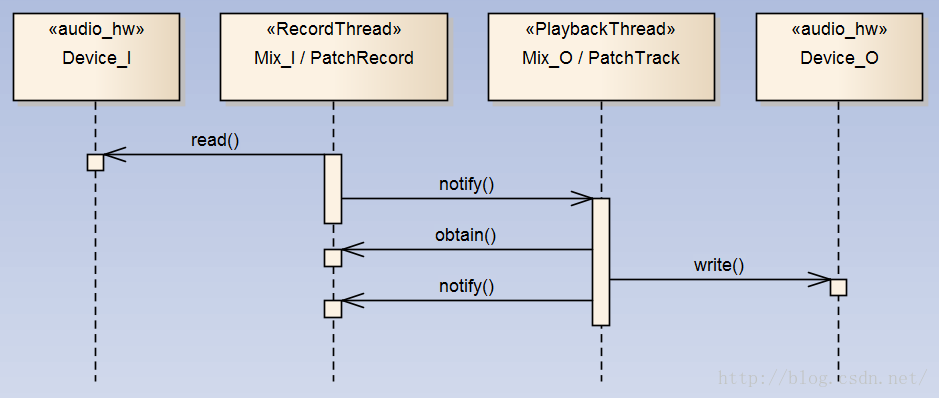 «audio_hw»
Device_I
«RecordThread»
Mix_I / PatchRecord
«PlaybackThread»
Mix_O / PatchTrack
«audio_hw»
Device_O
read()
notify()
obtain()
write()
notify()
http://blog.csdn.net/